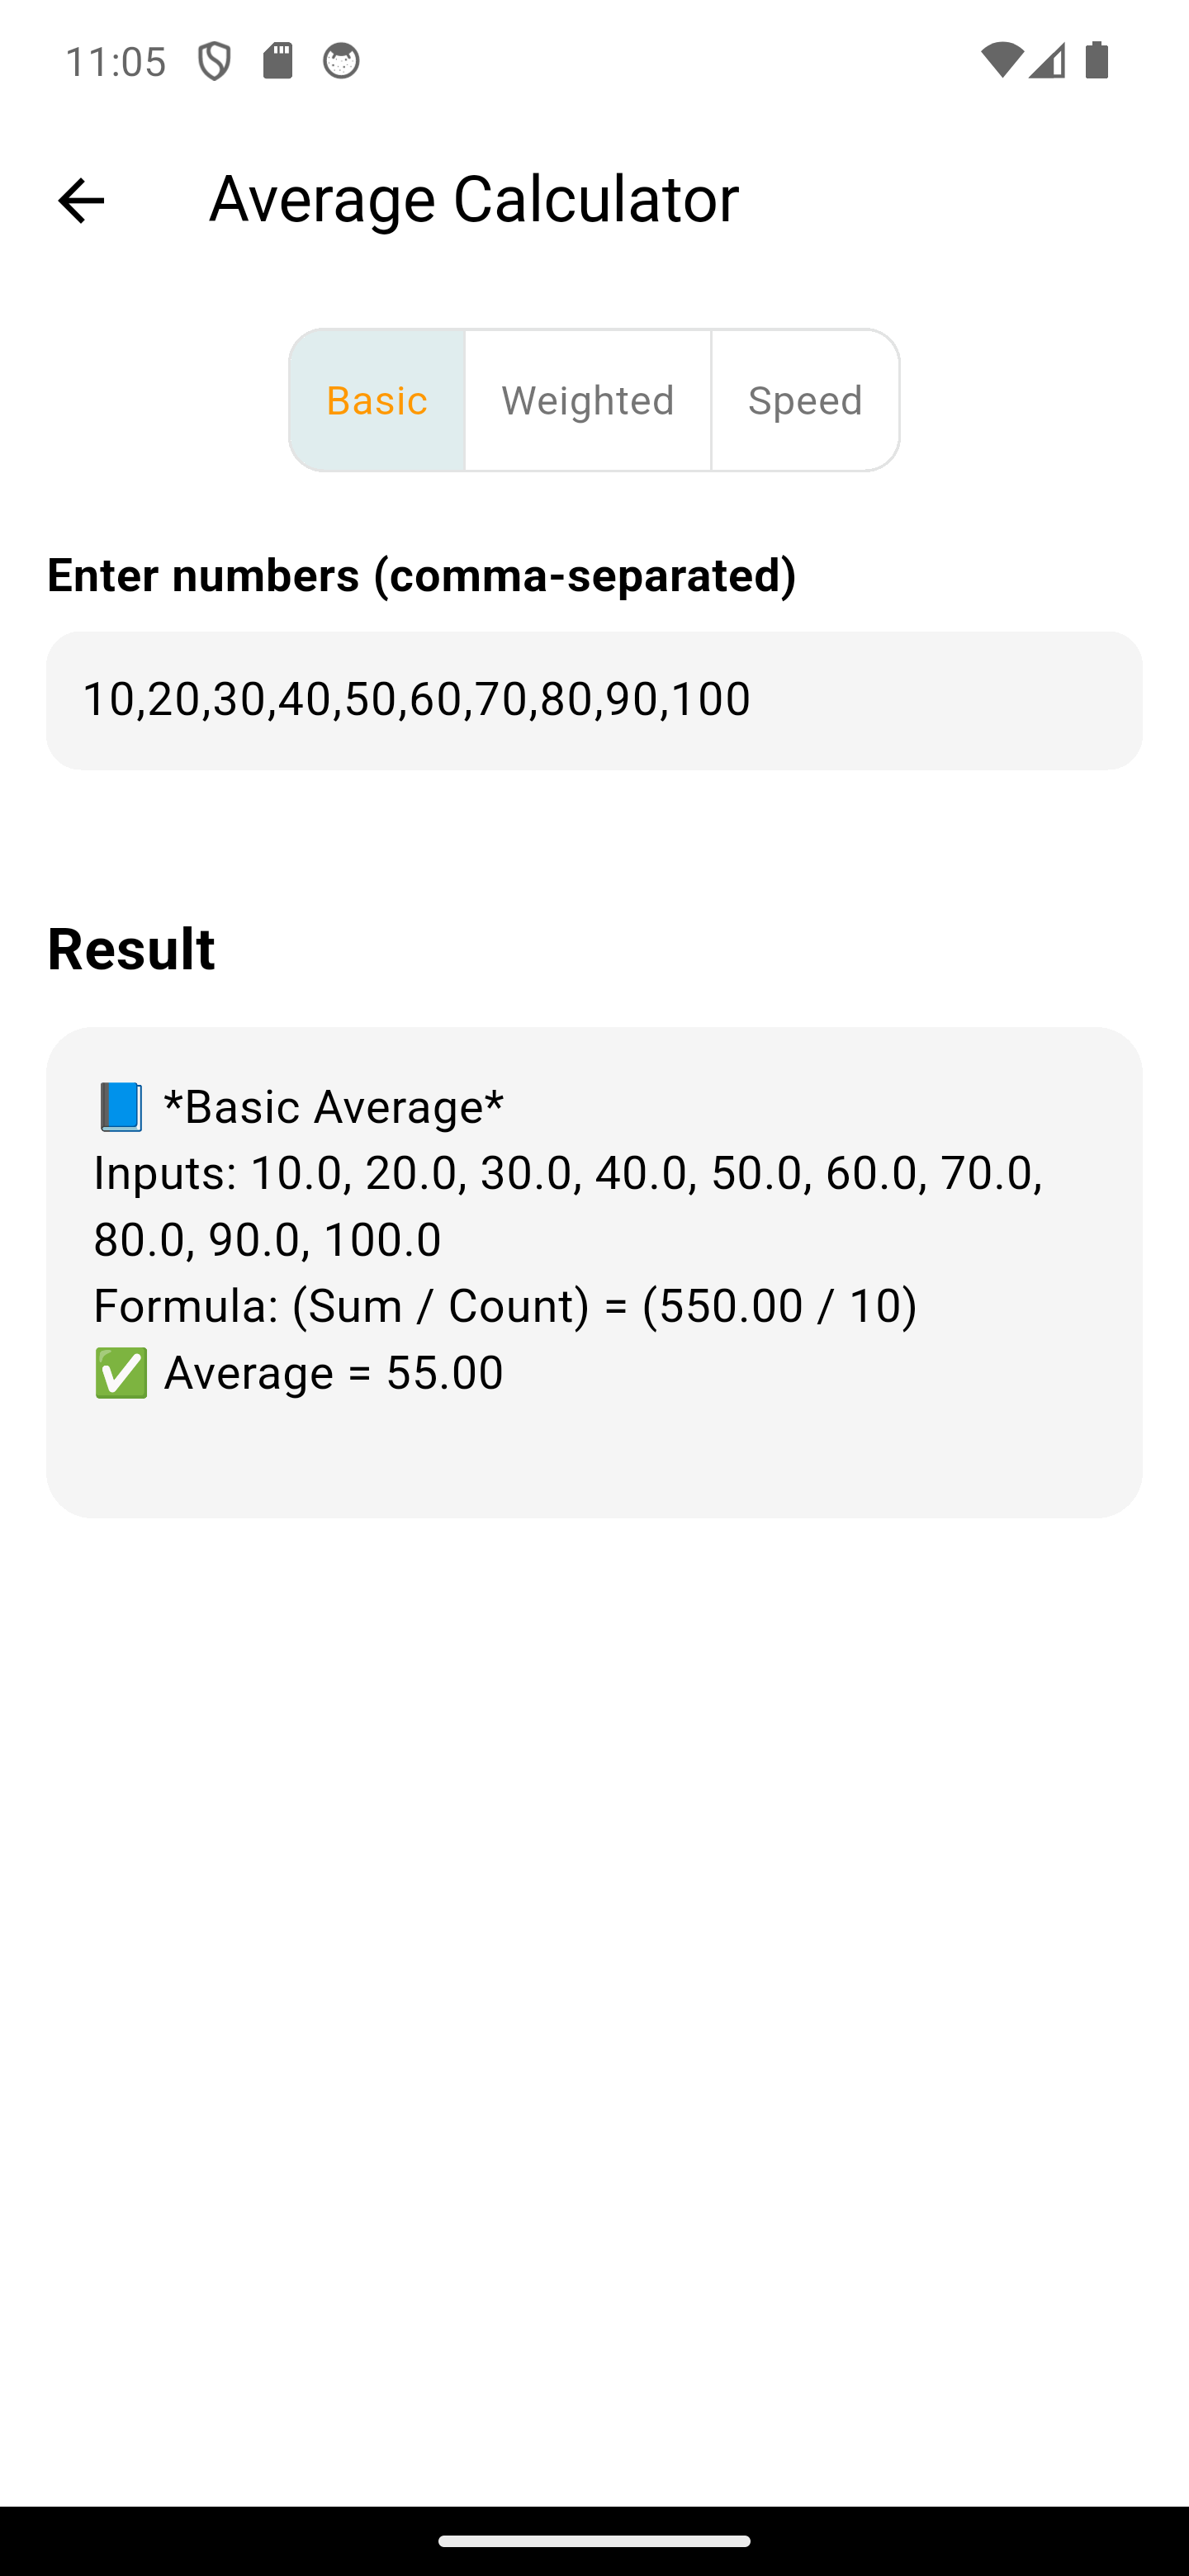 11:05
Average Calculator
Basic Weighted Speed
Enter numbers (comma-separated)
10,20,30,40,50,60,70,80,90,100
Result
📘 *Basic Average*
Inputs: 10.0, 20.0, 30.0, 40.0, 50.0, 60.0, 70.0,
80.0, 90.0, 100.0
Formula: (Sum / Count) = (550.00 / 10)
✅ Average = 55.00